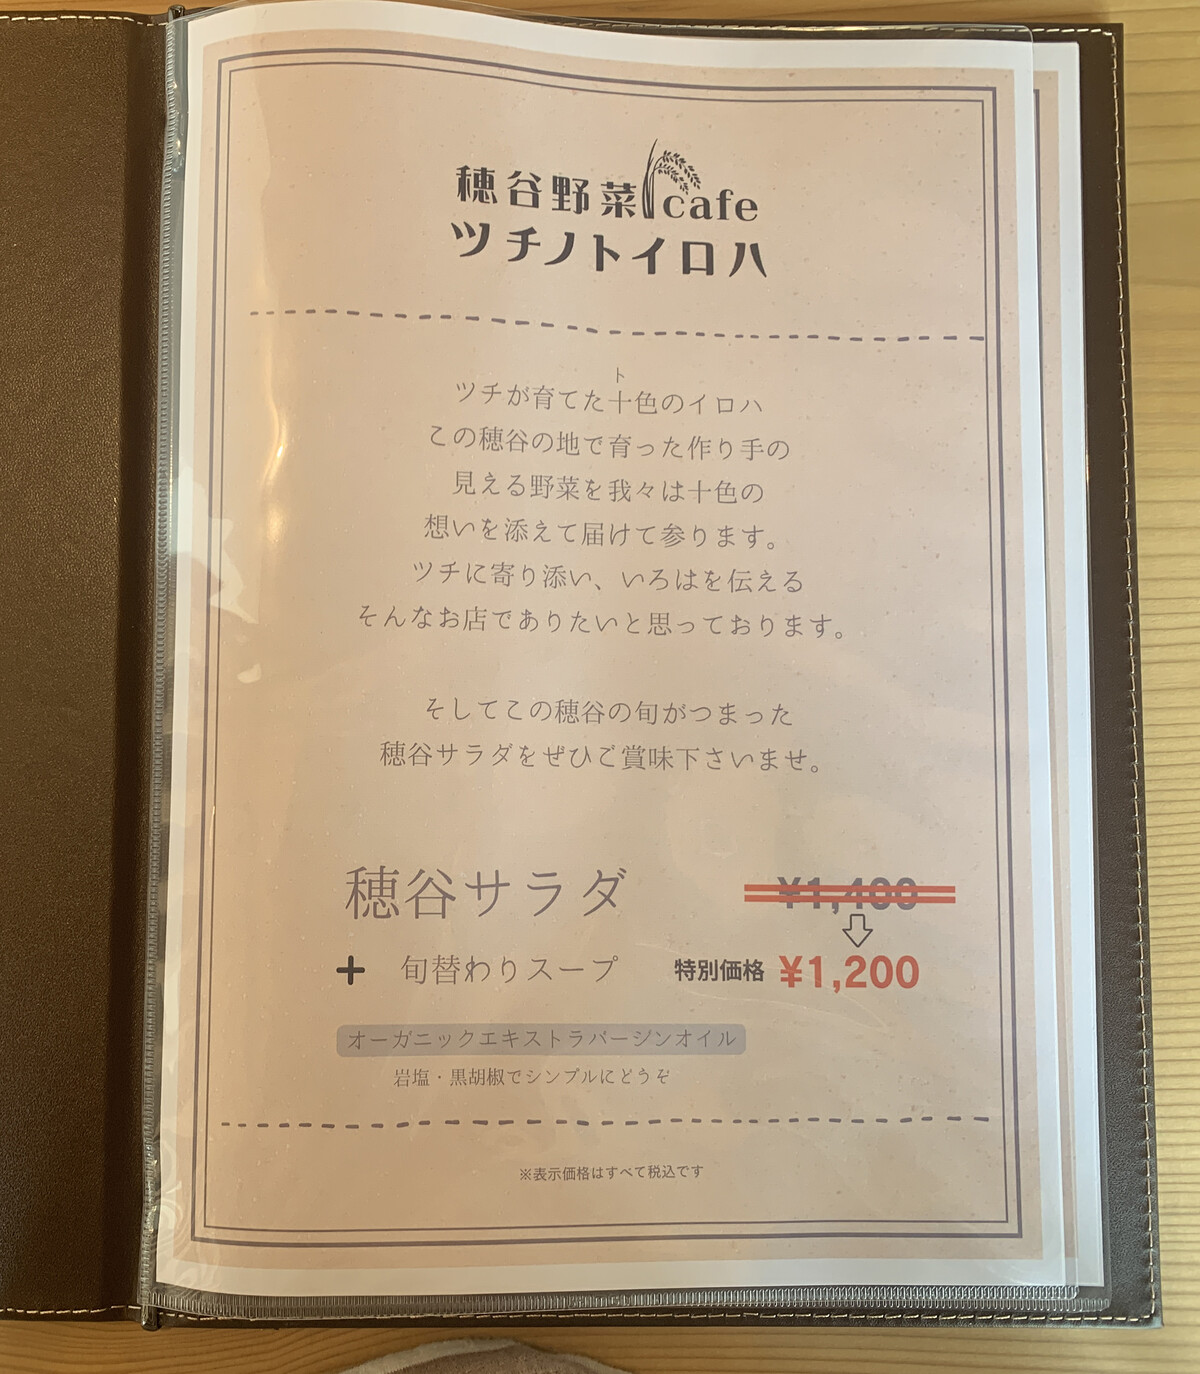 穂谷野菜cafe
ツチノトイロハ
ト
ツチが育てた十色のイロハ
この穂谷の地で育った作り手の
見える野菜を我々は十色の
想いを添えて届けて参ります。
ツチに寄り添い、いろはを伝える
そんなお店でありたいと思っております。
そしてこの穂谷の旬がつまった
穂谷サラダをぜひご賞味下さいませ。
穂谷サラダ ¥1,400
+ 旬替わりスープ 特別価格 ¥1,200
オーガニックエキストラバージンオイル
岩塩・黒胡椒でシンプルにどうぞ
※表示価格はすべて税込です